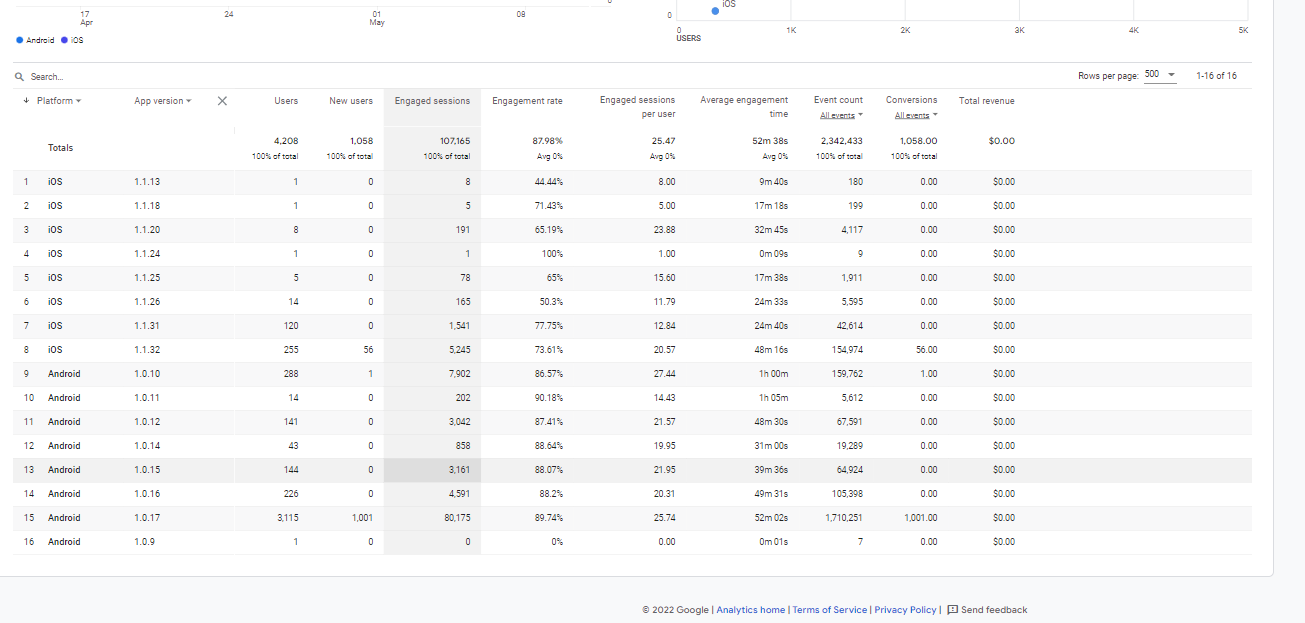 0
17
Apr
24
01
May
08
Android iOS
iOS
0
0 1K 2K 3K 4K 5K
USERS
Search...
Rows per page: 500 1-16 of 16
Platform App version Users New users Engaged sessions Engagement rate Engaged sessions per user Average engagement time Event count All events Conversions All events Total revenue
Totals 4,208 1,058 107,165 87.98% 25.47 52m 38s 2,342,433 1,058.00 $0.00
100% of total 100% of total 100% of total Avg 0% Avg 0% Avg 0% 100% of total 100% of total
1 iOS 1.1.13 1 0 8 44.44% 8.00 9m 40s 180 0.00 $0.00
2 iOS 1.1.18 1 0 5 71.43% 5.00 17m 18s 199 0.00 $0.00
3 iOS 1.1.20 8 0 191 65.19% 23.88 32m 45s 4,117 0.00 $0.00
4 iOS 1.1.24 1 0 1 100% 1.00 0m 09s 9 0.00 $0.00
5 iOS 1.1.25 5 0 78 65% 15.60 17m 38s 1,911 0.00 $0.00
6 iOS 1.1.26 14 0 165 50.3% 11.79 24m 33s 5,595 0.00 $0.00
7 iOS 1.1.31 120 0 1,541 77.75% 12.84 24m 40s 42,614 0.00 $0.00
8 iOS 1.1.32 255 56 5,245 73.61% 20.57 48m 16s 154,974 56.00 $0.00
9 Android 1.0.10 288 1 7,902 86.57% 27.44 1h 00m 159,762 1.00 $0.00
10 Android 1.0.11 14 0 202 90.18% 14.43 1h 05m 5,612 0.00 $0.00
11 Android 1.0.12 141 0 3,042 87.41% 21.57 48m 30s 67,591 0.00 $0.00
12 Android 1.0.14 43 0 858 88.64% 19.95 31m 00s 19,289 0.00 $0.00
13 Android 1.0.15 144 0 3,161 88.07% 21.95 39m 36s 64,924 0.00 $0.00
14 Android 1.0.16 226 0 4,591 88.2% 20.31 49m 31s 105,398 0.00 $0.00
15 Android 1.0.17 3,115 1,001 80,175 89.74% 25.74 52m 02s 1,710,251 1,001.00 $0.00
16 Android 1.0.9 1 0 0 0% 0.00 0m 01s 7 0.00 $0.00
© 2022 Google | Analytics home | Terms of Service | Privacy Policy | Send feedback